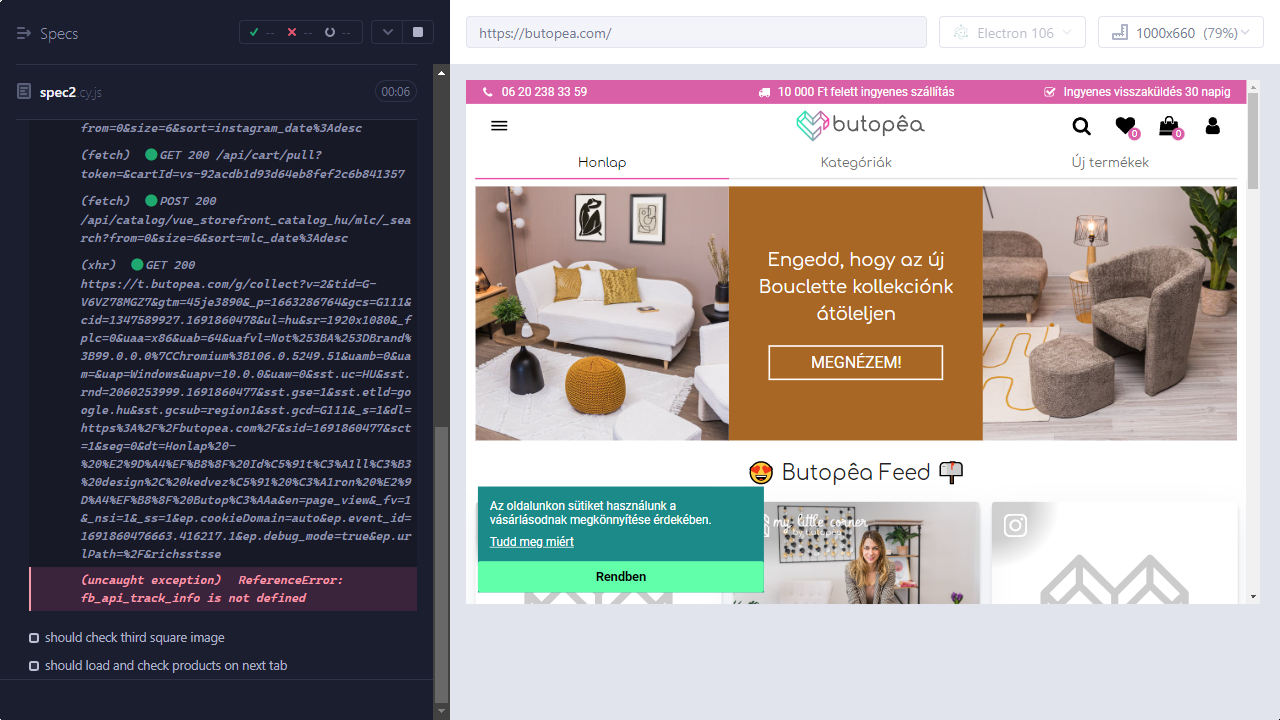 Specs
--
--
--
https://butopea.com/
Electron 106
1000x660 (79%)
spec2.cy.js
00:06
from=0&size=6&sort=instagram_date%3Adesc
(fetch) GET 200 /api/cart/pull?
token=&cartId=vs-92acdb1d93d64eb8fef2c6b841357
(fetch) POST 200
/api/catalog/vue_storefront_catalog_hu/mlc/_sea
rch?from=0&size=6&sort=mlc_date%3Adesc
(xhr) GET 200
https://t.butopea.com/g/collect?v=2&tid=G-
V6VZ78MGZ7&gtm=45je3890&_p=1663286764&gcs=G111&
cid=1347589927.1691860478&ul=hu&sr=1920x1080&_f
plc=0&uaa=x86&uab=64&uafvl=Not%253BA%253DBrand%
3B99.0.0.0%7CChromium%3B106.0.5249.51&uamb=0&ua
m=&uap=Windows&uapv=10.0.0&uaw=0&sst.uc=HU&sst.
rnd=2060253999.1691860477&sst.gse=1&sst.etld=go
ogle.hu&sst.gcsub=region1&sst.gcd=G111&_s=1&dl=
https%3A%2F%2Fbutopea.com%2F&sid=1691860477&sct
=1&seg=0&dt=Honlap%20-
%20%E2%9D%A4%EF%B8%8F%20Id%C5%91t%C3%A1ll%C3%B3
%20design%2C%20kedvez%C5%91%20%C3%A1ron%20%E2%9
D%A4%EF%B8%8F%20Butop%C3%AAa&en=page_view&_fv=1
&_nsi=1&_ss=1&ep.cookieDomain=auto&ep.event_id=
1691860476663.416217.1&ep.debug_mode=true&ep.ur
lPath=%2F&richsstsse
(uncaught exception) ReferenceError:
fb_api_track_info is not defined
should check third square image
should load and check products on next tab
06 20 238 33 59
10 000 Ft felett ingyenes szállítás
Ingyenes visszaküldés 30 napig
butopêa
0
0
Honlap
Kategóriák
Új termékek
Engedd, hogy az új
Bouclette kollekciónk
átöleljen
MEGNÉZEM!
Butopêa Feed
my little corner
by butopêa
Az oldalunkon sütiket használunk a
vásárlásodnak megkönnyítése érdekében.
Tudd meg miért
Rendben